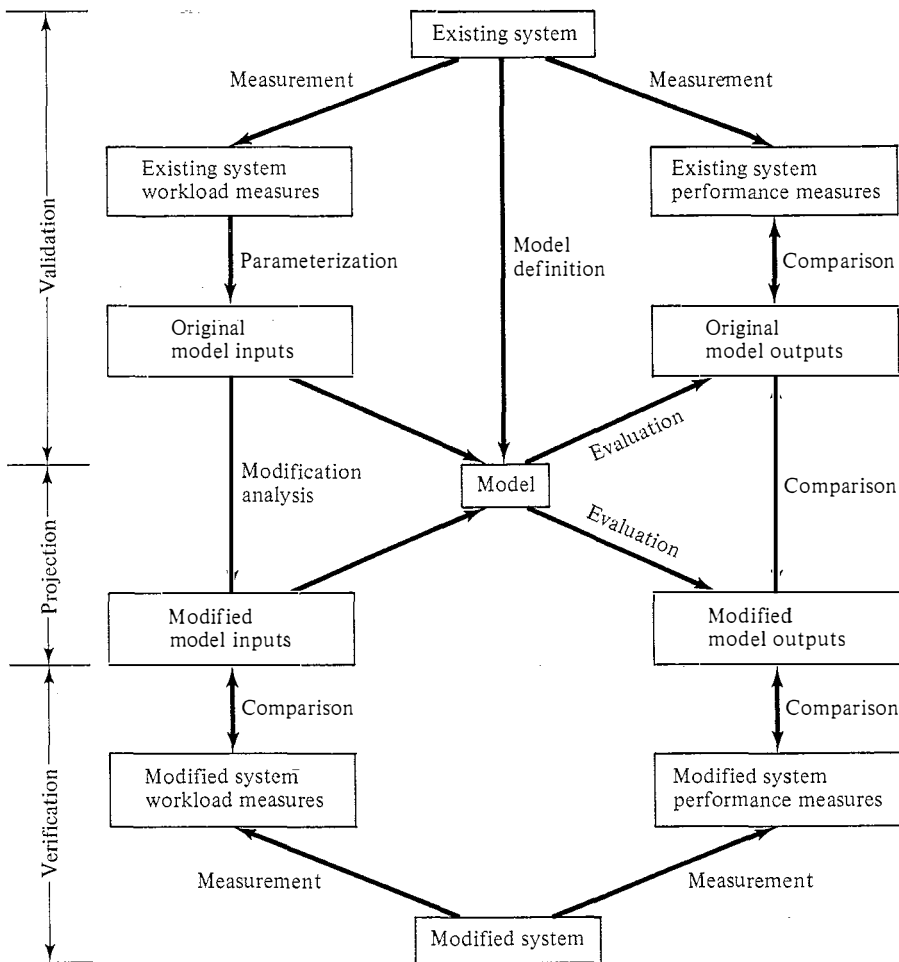 Existing system
Measurement
Measurement
Existing system
workload measures
Existing system
performance measures
Parameterization
Model
definition
Comparison
Validation
Original
model inputs
Original
model outputs
Evaluation
Modification
analysis
Model
Comparison
Evaluation
Projection
Modified
model inputs
Modified
model outputs
Comparison
Comparison
Modified system
workload measures
Modified system
performance measures
Verification
Measurement
Measurement
Modified system